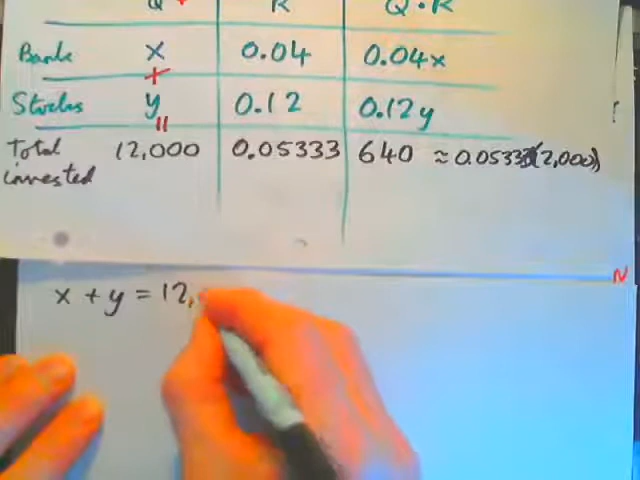 Q R Q · R
Bank x 0.04 0.04x
+
Stocks y 0.12 0.12y
=
Total 12,000 0.05333 640 ≈ 0.05333(12,000)
invested
x + y = 12,
N